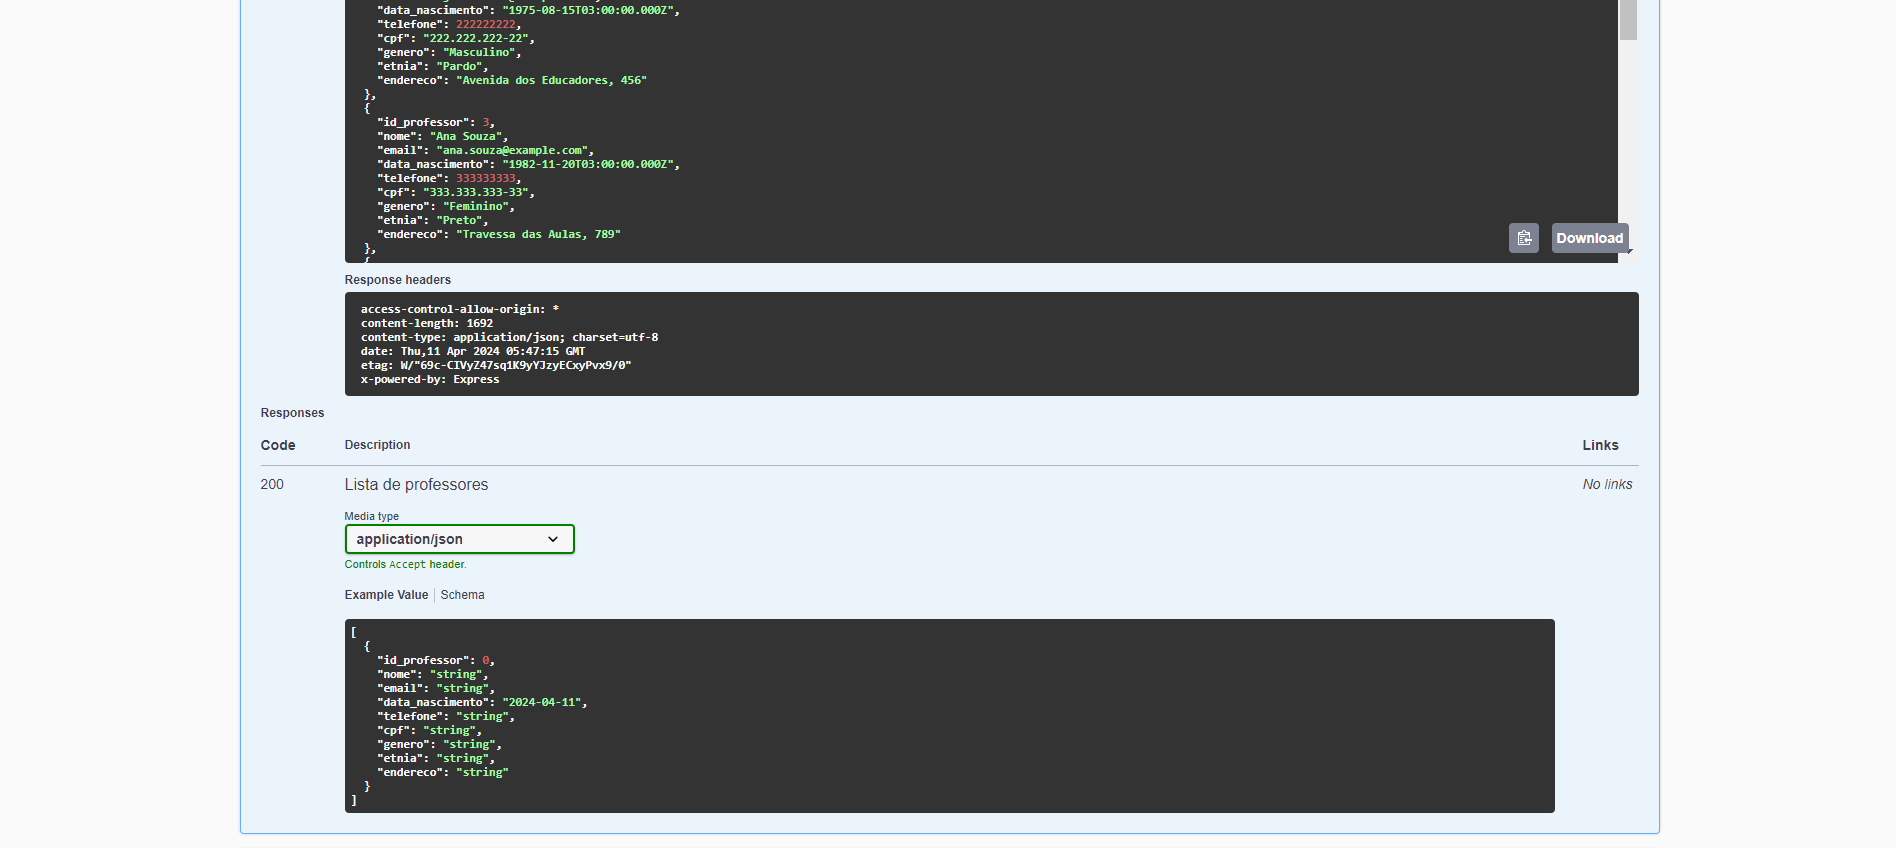 "data_nascimento": "1975-08-15T03:00:00.000Z",
"telefone": 222222222,
"cpf": "222.222.222-22",
"genero": "Masculino",
"etnia": "Pardo",
"endereco": "Avenida dos Educadores, 456"
},
{
"id_professor": 3,
"nome": "Ana Souza",
"email": "ana.souza@example.com",
"data_nascimento": "1982-11-20T03:00:00.000Z",
"telefone": 333333333,
"cpf": "333.333.333-33",
"genero": "Feminino",
"etnia": "Preto",
"endereco": "Travessa das Aulas, 789"
},
{
Download
Response headers
access-control-allow-origin: *
content-length: 1692
content-type: application/json; charset=utf-8
date: Thu,11 Apr 2024 05:47:15 GMT
etag: W/"69c-CIVyZ47sq1K9yYJzyECxyPvx9/0"
x-powered-by: Express
Responses
Code Description Links
200 Lista de professores No links
Media type
application/json
Controls Accept header.
Example Value Schema
[
{
"id_professor": 0,
"nome": "string",
"email": "string",
"data_nascimento": "2024-04-11",
"telefone": "string",
"cpf": "string",
"genero": "string",
"etnia": "string",
"endereco": "string"
}
]